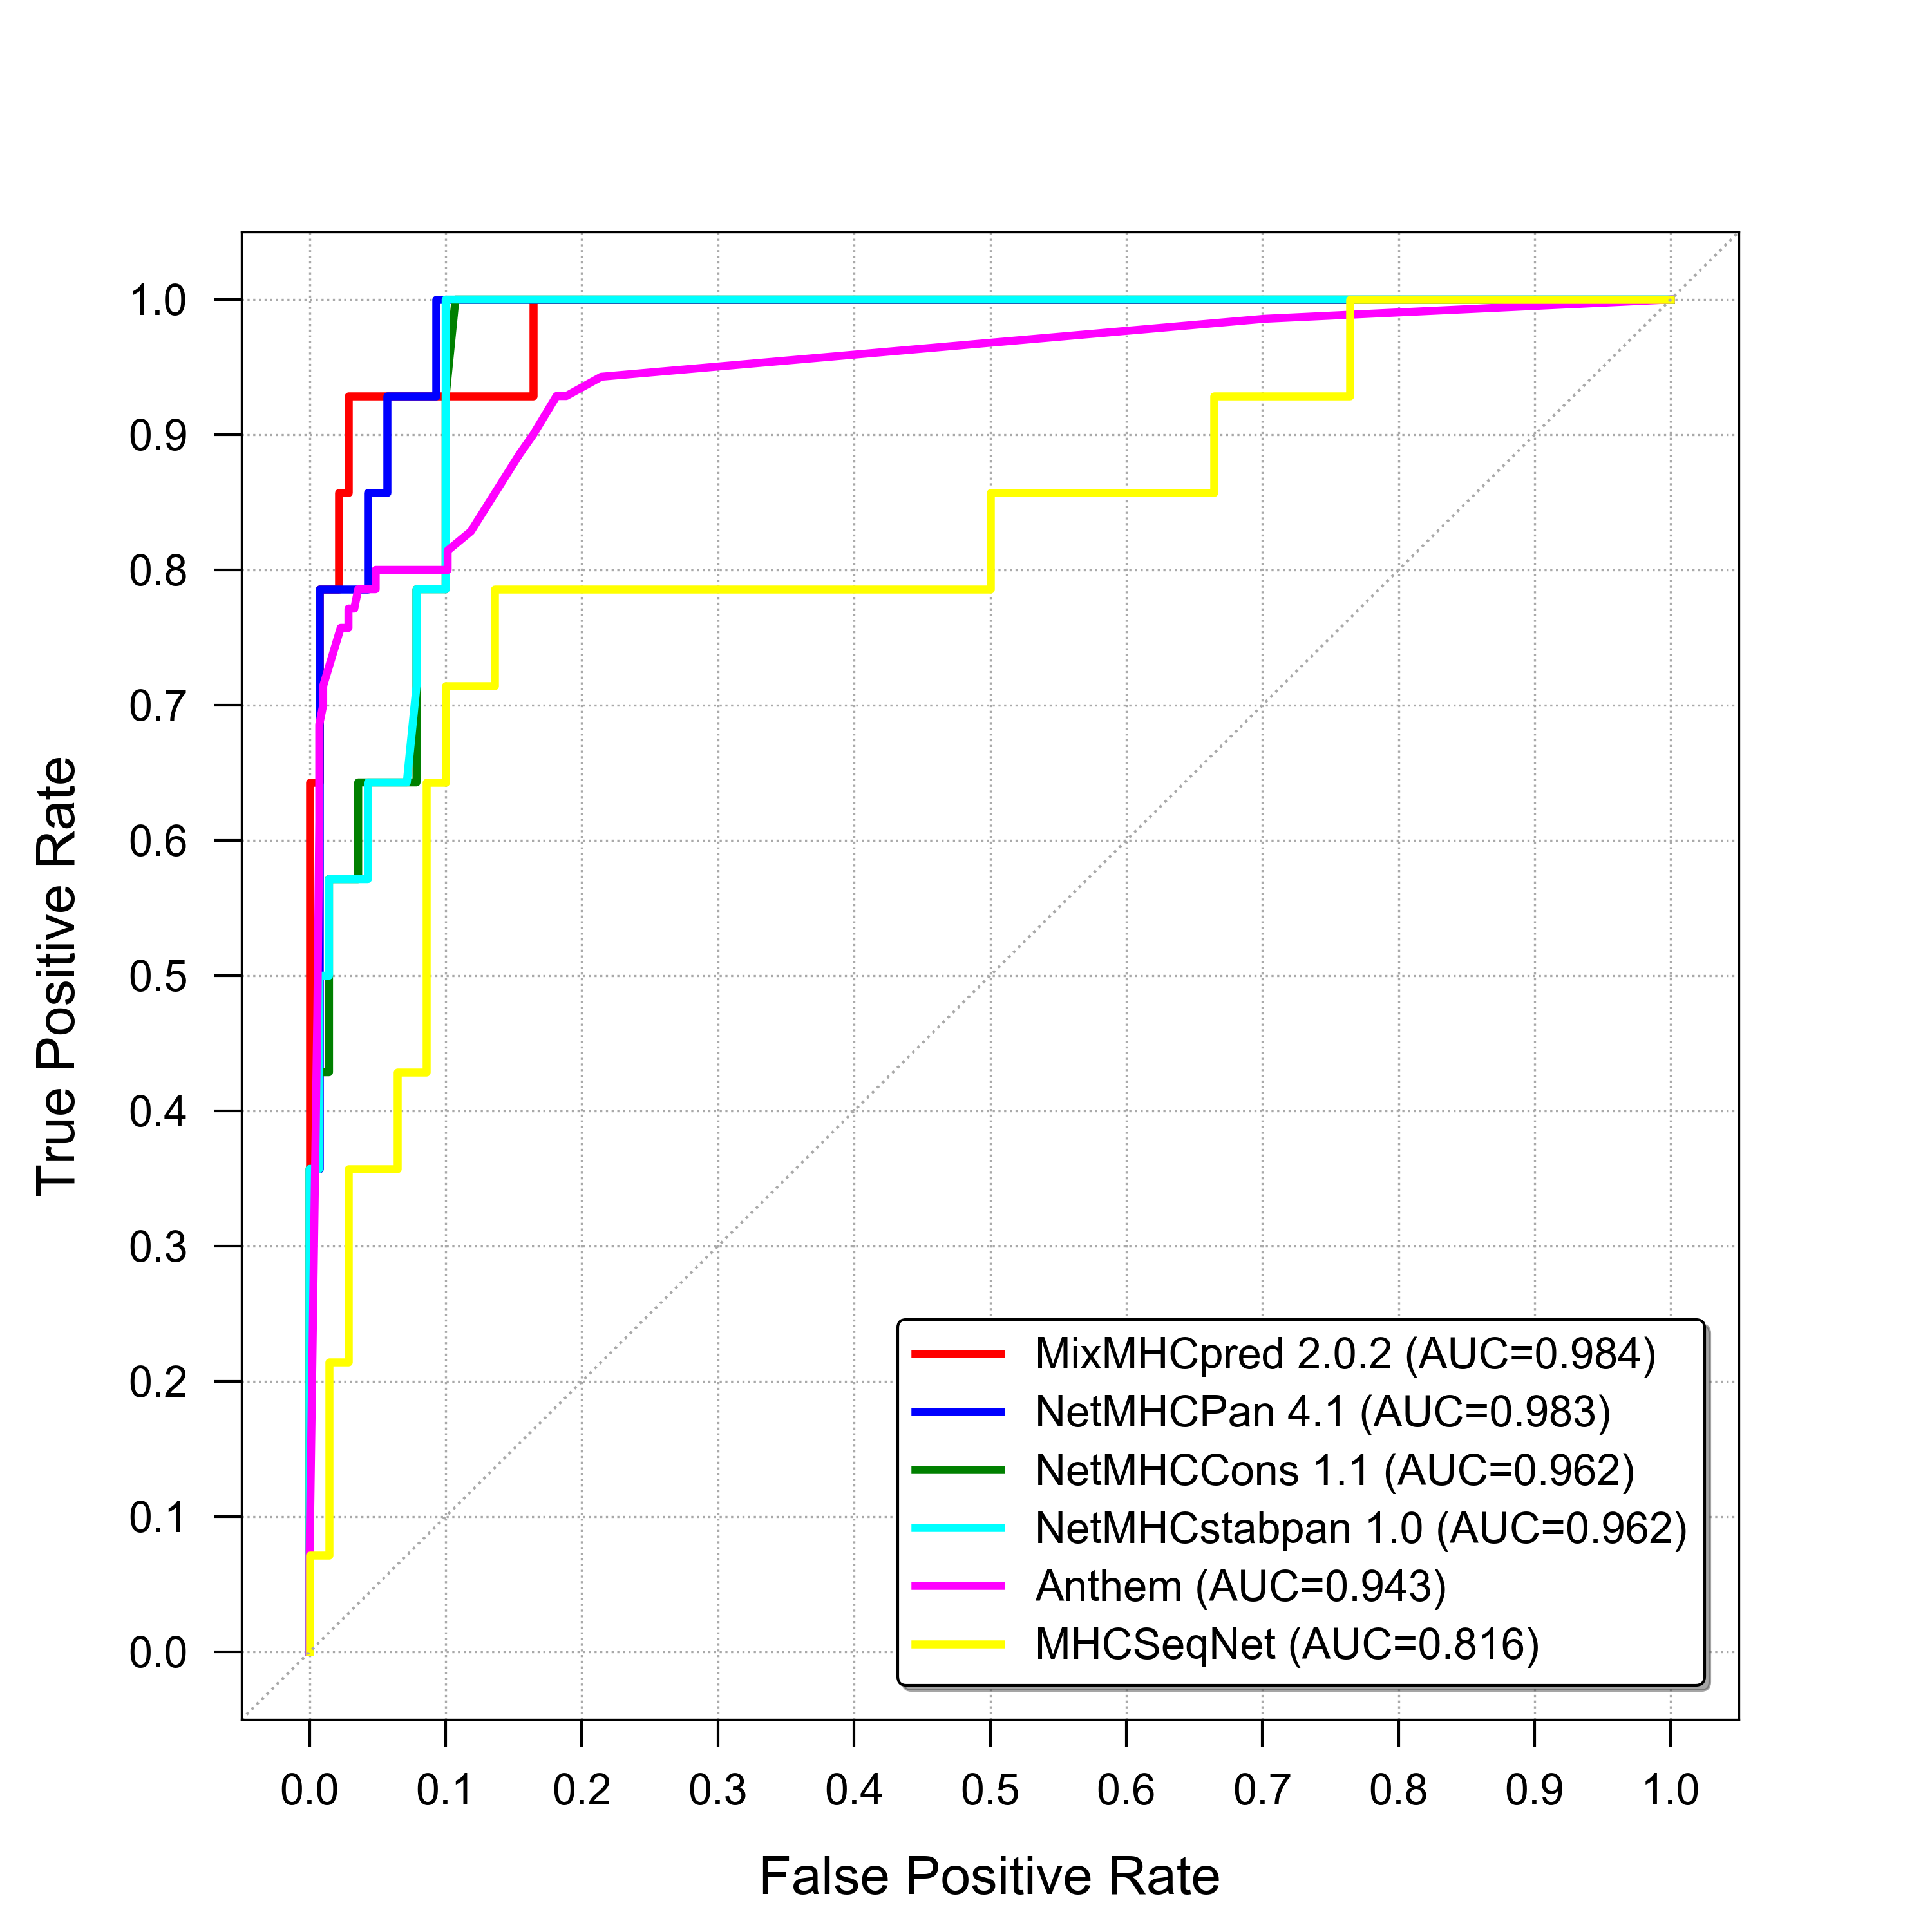 True Positive Rate
1.0
0.9
0.8
0.7
0.6
0.5
0.4
0.3
0.2
0.1
0.0
MixMHCpred 2.0.2 (AUC=0.984)
NetMHCPan 4.1 (AUC=0.983)
NetMHCCons 1.1 (AUC=0.962)
NetMHCstabpan 1.0 (AUC=0.962)
Anthem (AUC=0.943)
MHCSeqNet (AUC=0.816)
0.0 0.1 0.2 0.3 0.4 0.5 0.6 0.7 0.8 0.9 1.0
False Positive Rate